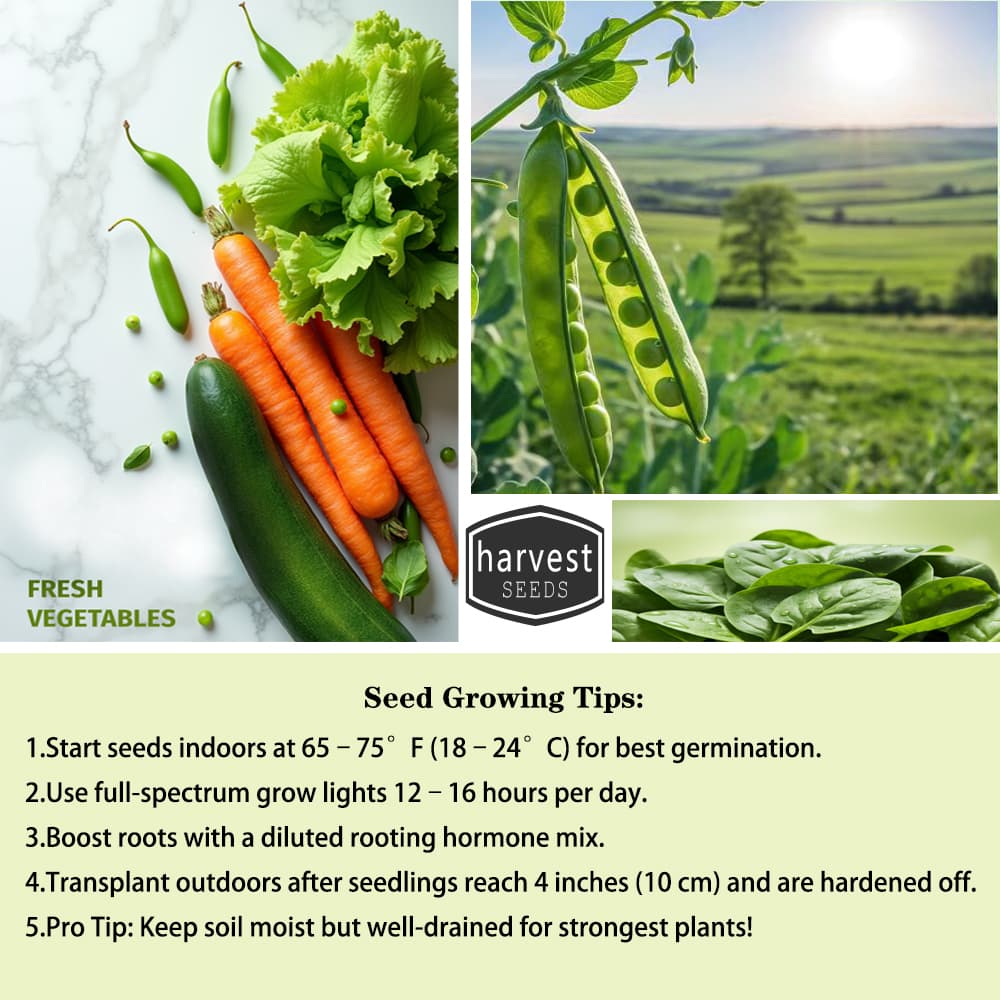 FRESH
VEGETABLES
harvest
SEEDS
Seed Growing Tips:
1.Start seeds indoors at 65 – 75° F (18 – 24° C) for best germination.
2.Use full-spectrum grow lights 12 – 16 hours per day.
3.Boost roots with a diluted rooting hormone mix.
4.Transplant outdoors after seedlings reach 4 inches (10 cm) and are hardened off.
5.Pro Tip: Keep soil moist but well-drained for strongest plants!